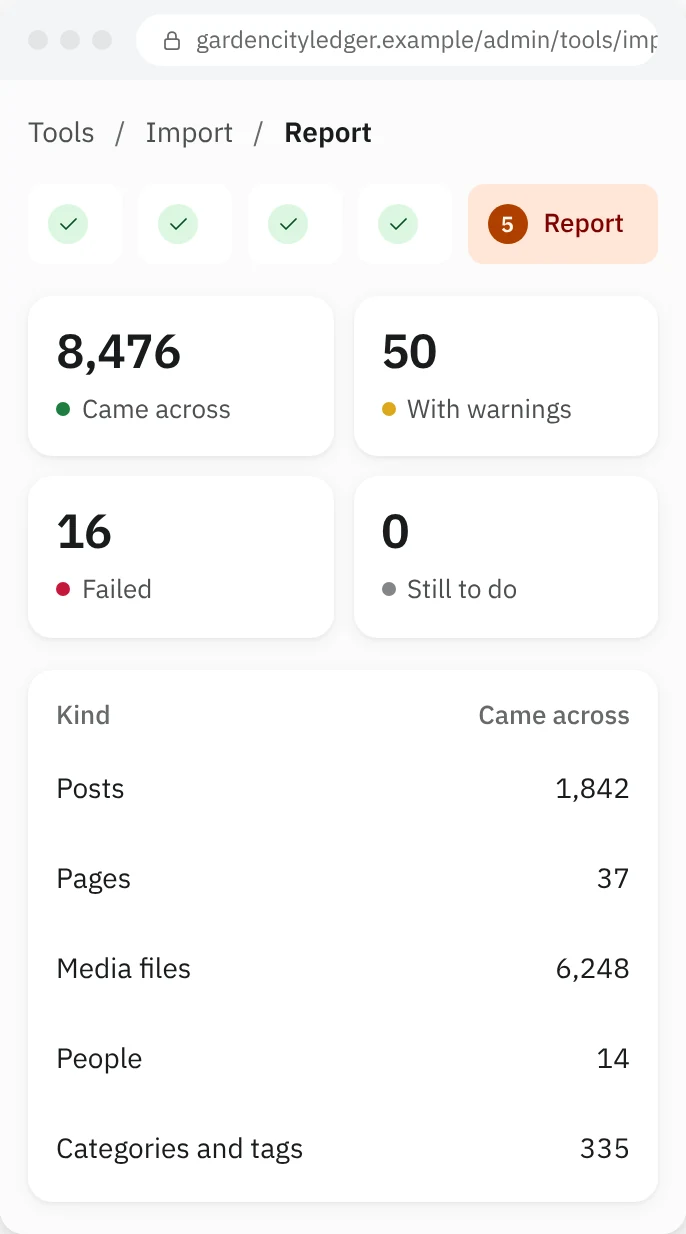 gardencityledger.example/admin/tools/imp
Tools / Import / Report
5 Report
8,476
Came across
50
With warnings
16
Failed
0
Still to do
Kind Came across
Posts 1,842
Pages 37
Media files 6,248
People 14
Categories and tags 335